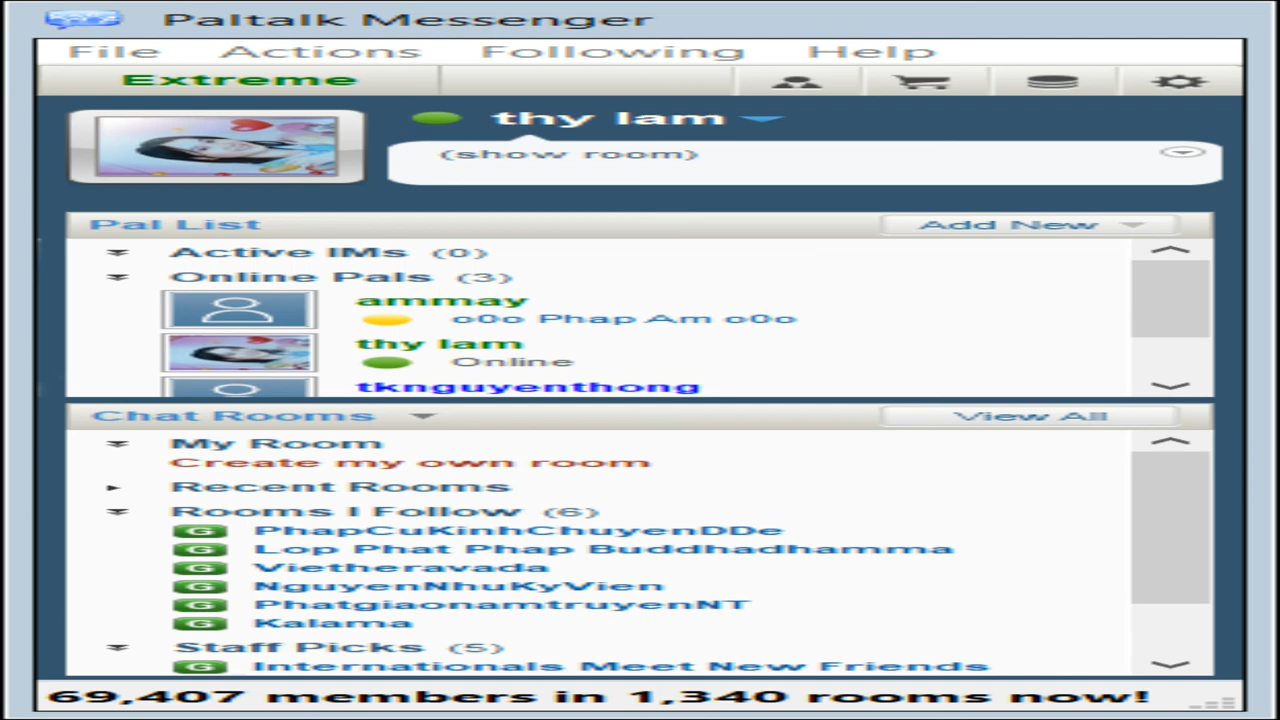 Paltalk Messenger
File Actions Following Help
Extreme
thy lam
(show room)
Pal List Add New
Active IMs (0)
Online Pals (3)
ammay
o0o Phap Am o0o
thy lam
Online
tknguyenthong
Chat Rooms View All
My Room
Create my own room
Recent Rooms
Rooms I Follow (6)
G PhapCuKinhChuyenDDe
G Lop Phat Phap Buddhadhamma
G Vietheravada
G NguyenNhuKyVien
G PhatgiaonamtruyenNT
G Kalama
Staff Picks (5)
G Internationals Meet New Friends
69,407 members in 1,340 rooms now!